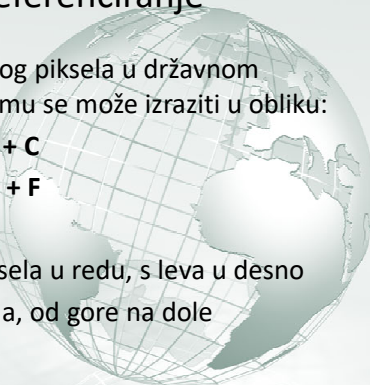 eferenciranje
og piksela u državnom
mu se može izraziti u obliku:
+ C
+ F
sela u redu, s leva u desno
a, od gore na dole